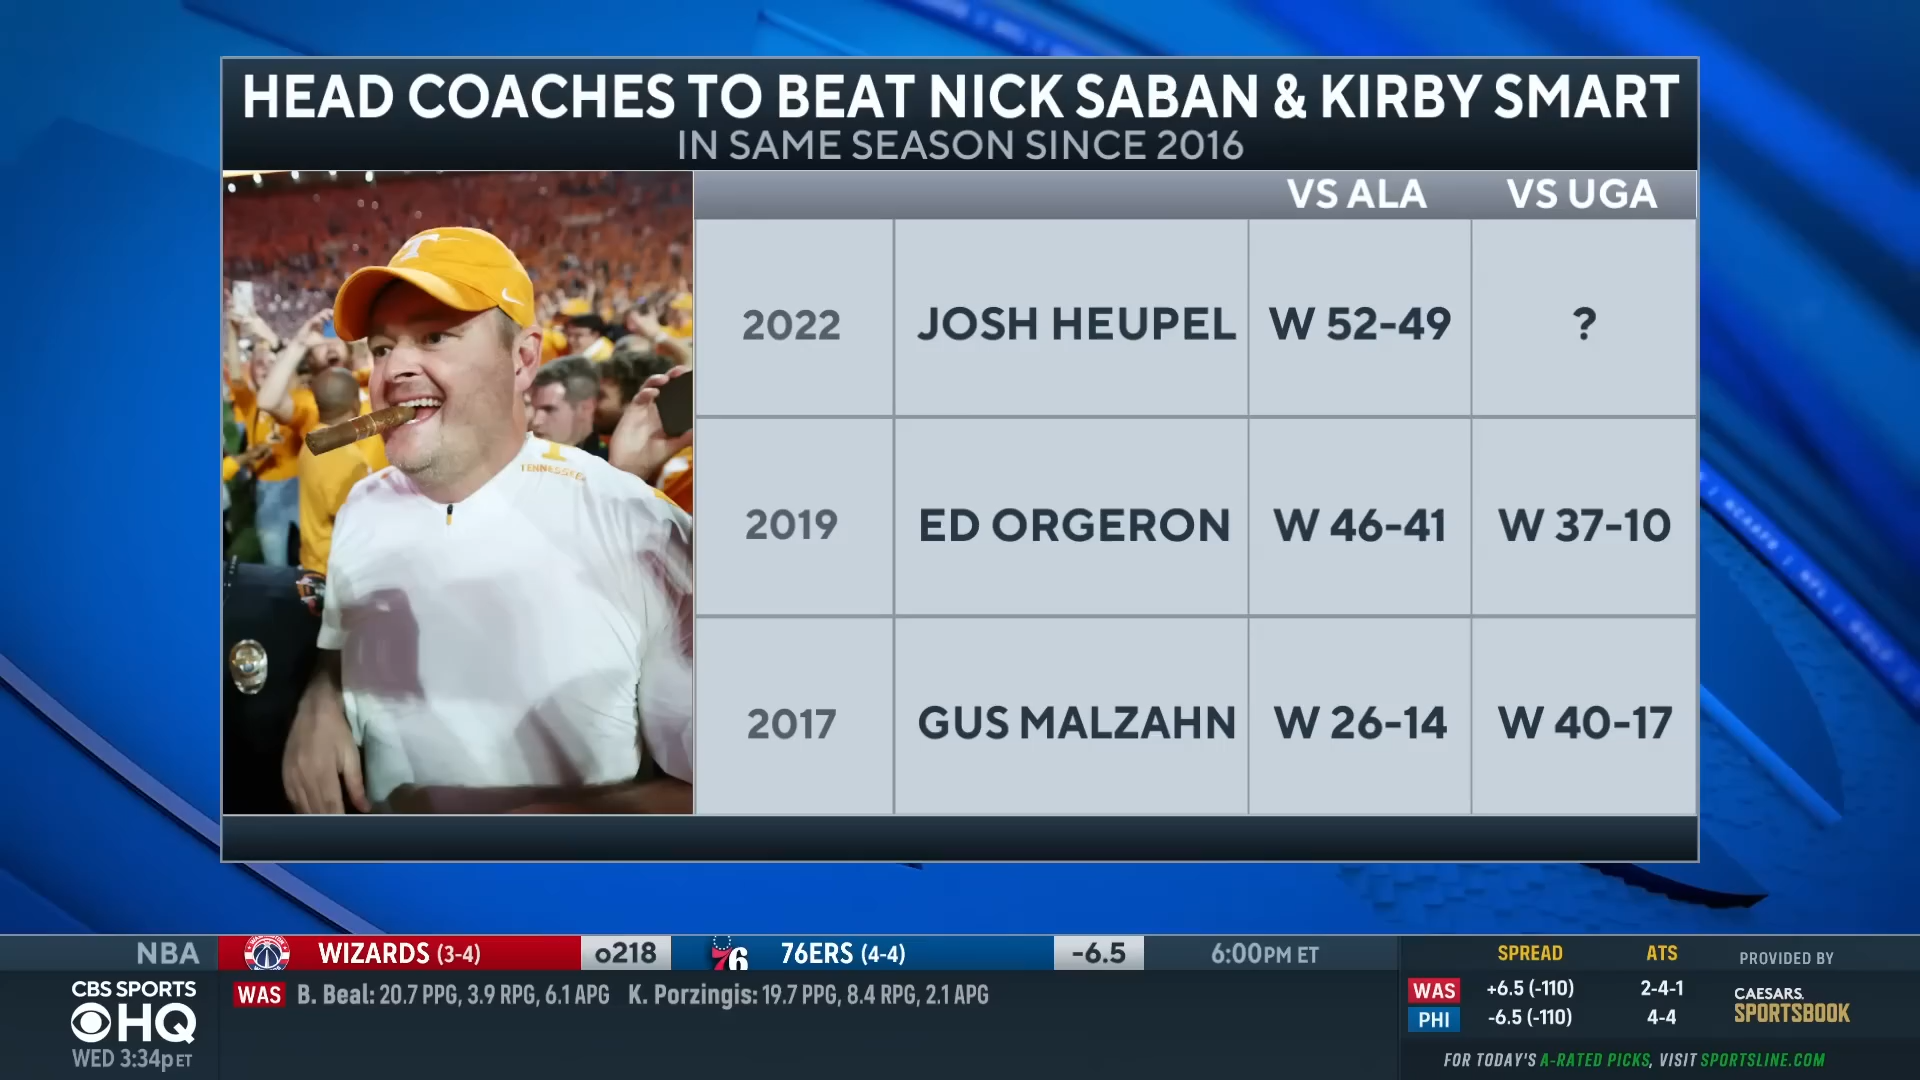 HEAD COACHES TO BEAT NICK SABAN & KIRBY SMART
IN SAME SEASON SINCE 2016
VS ALA VS UGA
2022 JOSH HEUPEL W 52-49 ?
2019 ED ORGERON W 46-41 W 37-10
2017 GUS MALZAHN W 26-14 W 40-17
T
TENNESSEE
NBA WIZARDS (3-4) o218 76 76ERS (4-4) -6.5 6:00PM ET
CBS SPORTS
HQ
WED 3:34pET
WAS B. Beal: 20.7 PPG, 3.9 RPG, 6.1 APG K. Porzingis: 19.7 PPG, 8.4 RPG, 2.1 APG
SPREAD ATS
WAS +6.5 (-110) 2-4-1
PHI -6.5 (-110) 4-4
PROVIDED BY
CAESARS
SPORTSBOOK
FOR TODAY'S A-RATED PICKS, VISIT SPORTSLINE.COM